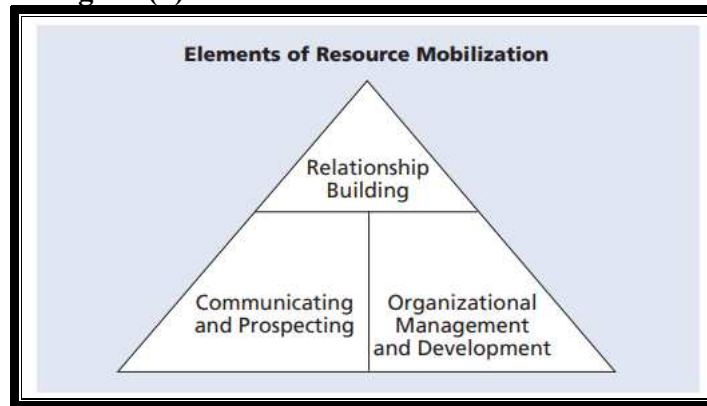 Elements of Resource Mobilization
Relationship
Building
Communicating
and Prospecting
Organizational
Management
and Development